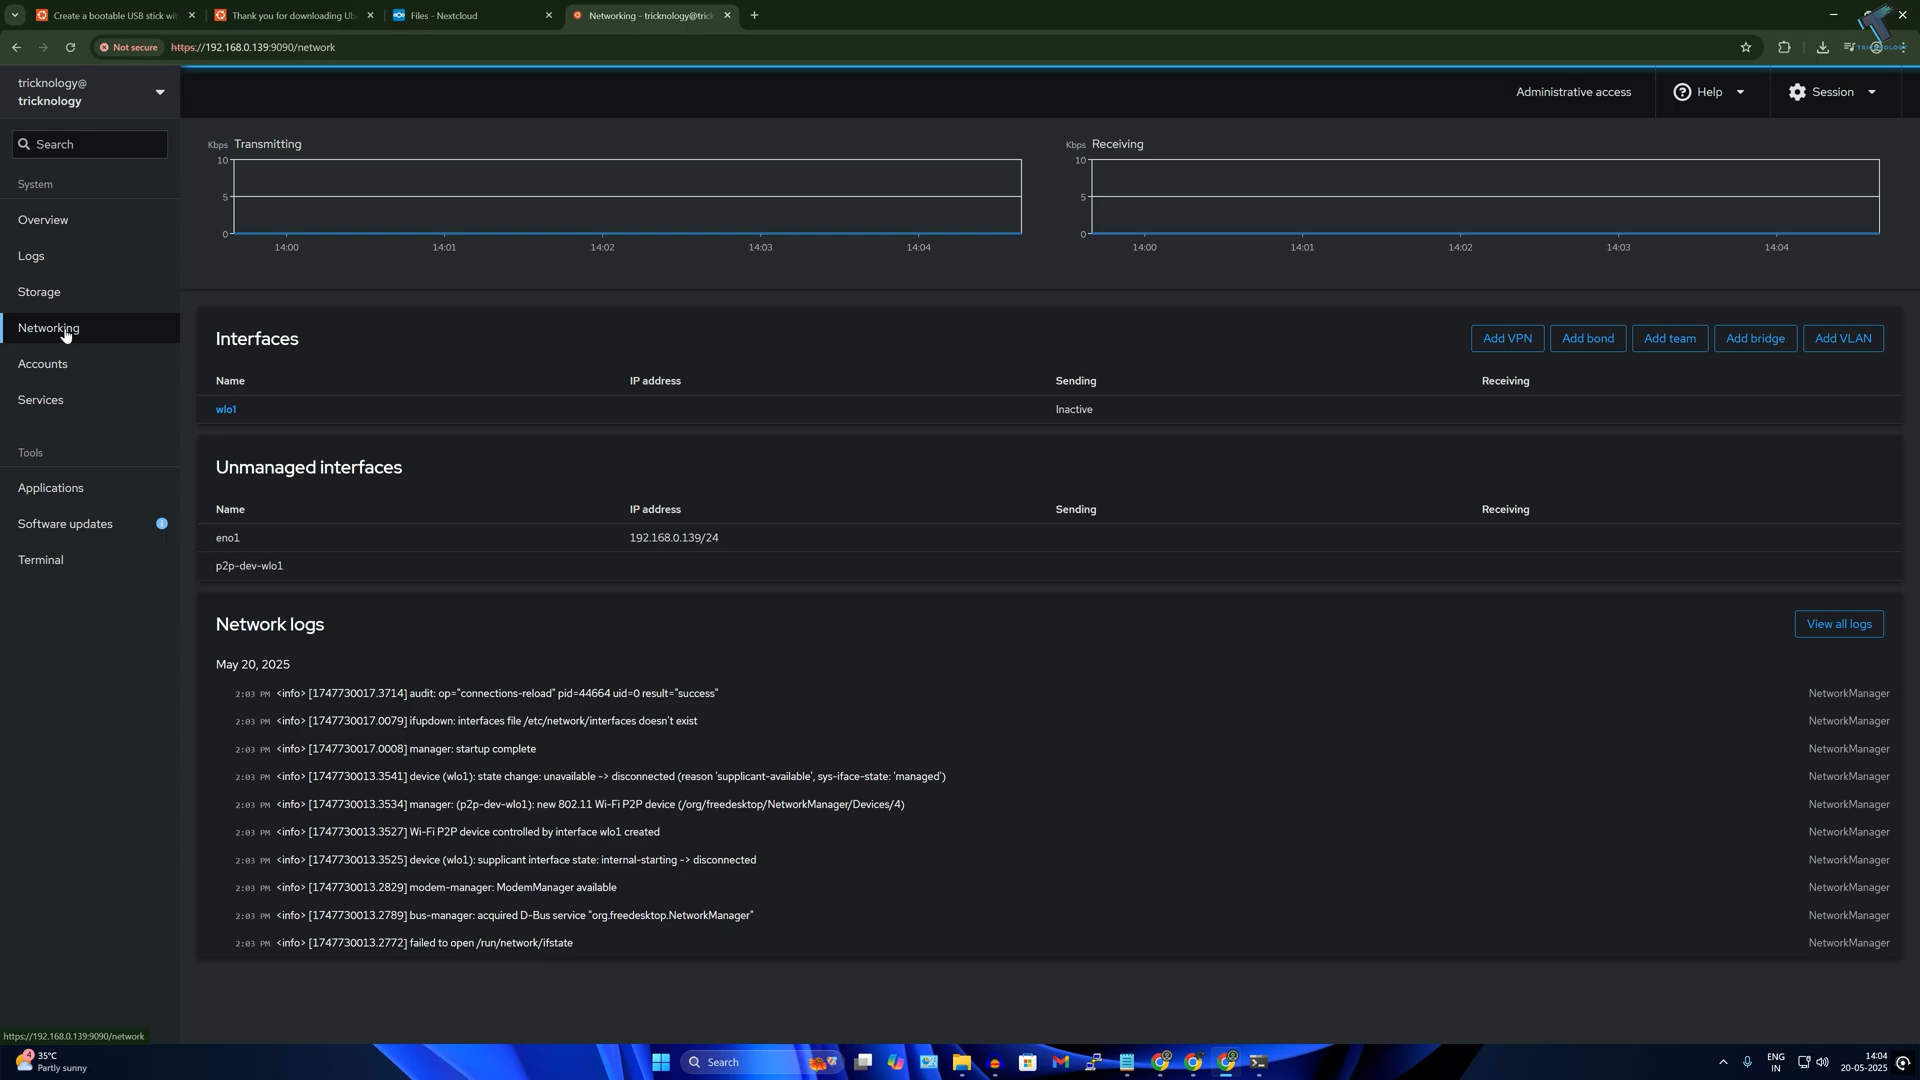 Create a bootable USB stick wit
Thank you for downloading Ub
Files - Nextcloud
Networking - tricknology@tric
Not secure
https://192.168.0.139:9090/network
TRICKNOLOGY
tricknology@
tricknology
Administrative access
Help
Session
Search
System
Overview
Logs
Storage
Networking
Accounts
Services
Tools
Applications
Software updates
Terminal
Kbps Transmitting
10
5
0
14:00 14:01 14:02 14:03 14:04
Kbps Receiving
10
5
0
14:00 14:01 14:02 14:03 14:04
Interfaces
Add VPN
Add bond
Add team
Add bridge
Add VLAN
Name IP address Sending Receiving
wlo1 Inactive
Unmanaged interfaces
Name IP address Sending Receiving
eno1 192.168.0.139/24
p2p-dev-wlo1
Network logs
View all logs
May 20, 2025
2:03 PM <info> [1747730017.3714] audit: op="connections-reload" pid=44664 uid=0 result="success" NetworkManager
2:03 PM <info> [1747730017.0079] ifupdown: interfaces file /etc/network/interfaces doesn't exist NetworkManager
2:03 PM <info> [1747730017.0008] manager: startup complete NetworkManager
2:03 PM <info> [1747730013.3541] device (wlo1): state change: unavailable -> disconnected (reason 'supplicant-available', sys-iface-state: 'managed') NetworkManager
2:03 PM <info> [1747730013.3534] manager: (p2p-dev-wlo1): new 802.11 Wi-Fi P2P device (/org/freedesktop/NetworkManager/Devices/4) NetworkManager
2:03 PM <info> [1747730013.3527] Wi-Fi P2P device controlled by interface wlo1 created NetworkManager
2:03 PM <info> [1747730013.3525] device (wlo1): supplicant interface state: internal-starting -> disconnected NetworkManager
2:03 PM <info> [1747730013.2829] modem-manager: ModemManager available NetworkManager
2:03 PM <info> [1747730013.2789] bus-manager: acquired D-Bus service "org.freedesktop.NetworkManager" NetworkManager
2:03 PM <info> [1747730013.2772] failed to open /run/network/ifstate NetworkManager
https://192.168.0.139:9090/network
4
35°C
Partly sunny
Search
ENG
IN
14:04
20-05-2025